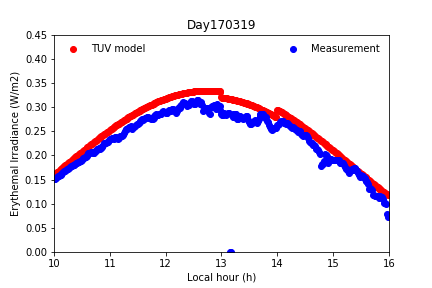 Day170319
Erythemal Irradiance (W/m2)
0.45
0.40
0.35
0.30
0.25
0.20
0.15
0.10
0.05
0.00
TUV model
Measurement
10 11 12 13 14 15 16
Local hour (h)